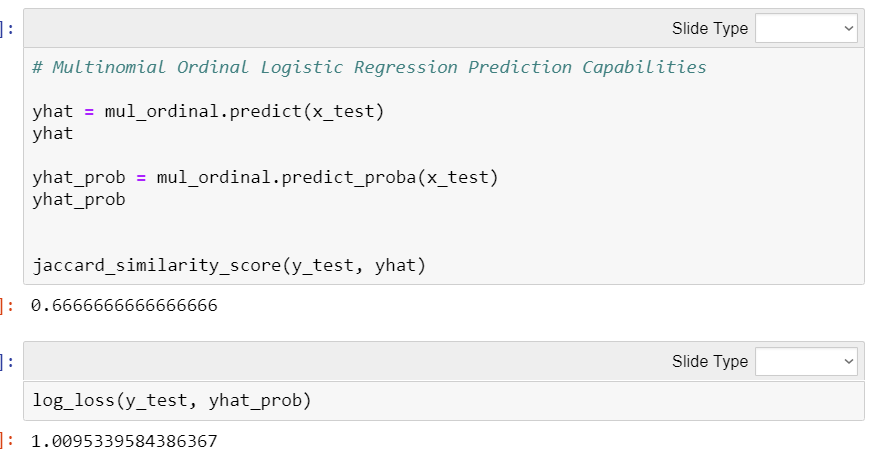 ]:
Slide Type
# Multinomial Ordinal Logistic Regression Prediction Capabilities
yhat = mul_ordinal.predict(x_test)
yhat
yhat_prob = mul_ordinal.predict_proba(x_test)
yhat_prob
jaccard_similarity_score(y_test, yhat)
]: 0.6666666666666666
]:
Slide Type
log_loss(y_test, yhat_prob)
]: 1.0095339584386367